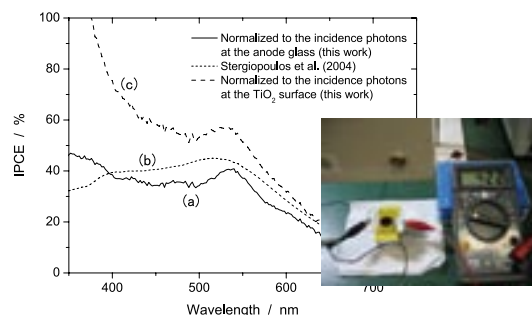 100
80
60
40
20
0
IPCE / %
Normalized to the incidence photons
at the anode glass (this work)
Stergiopoulos et al. (2004)
Normalized to the incidence photons
at the TiO₂ surface (this work)
(c)
(b)
(a)
400
500
600
700
Wavelength / nm